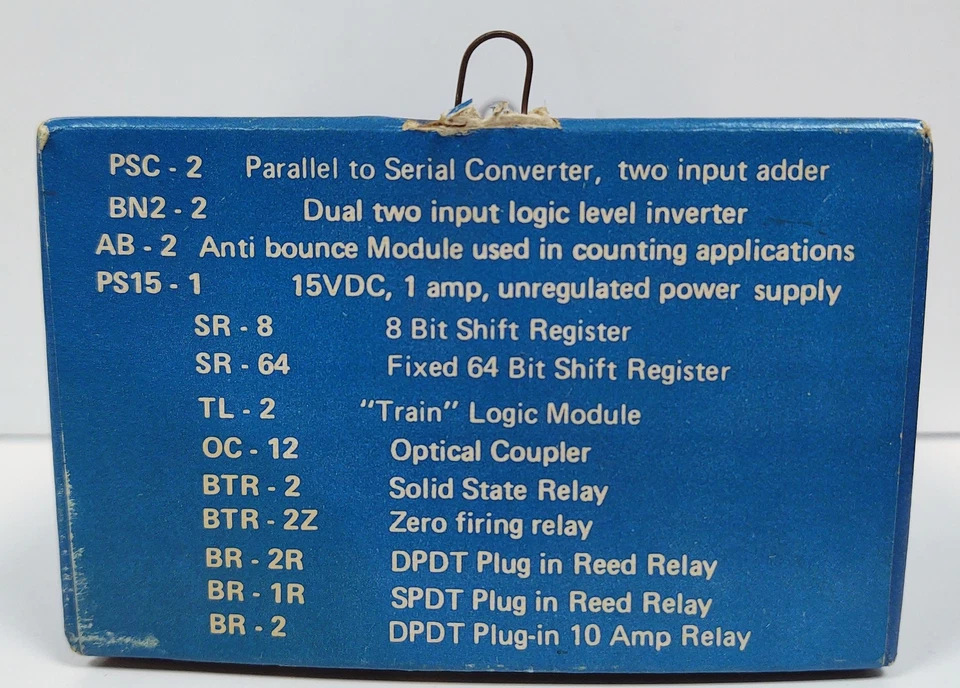 PSC - 2 Parallel to Serial Converter, two input adder
BN2 - 2 Dual two input logic level inverter
AB - 2 Anti bounce Module used in counting applications
PS15 - 1 15VDC, 1 amp, unregulated power supply
SR - 8 8 Bit Shift Register
SR - 64 Fixed 64 Bit Shift Register
TL - 2 "Train" Logic Module
OC - 12 Optical Coupler
BTR - 2 Solid State Relay
BTR - 2Z Zero firing relay
BR - 2R DPDT Plug in Reed Relay
BR - 1R SPDT Plug in Reed Relay
BR - 2 DPDT Plug-in 10 Amp Relay